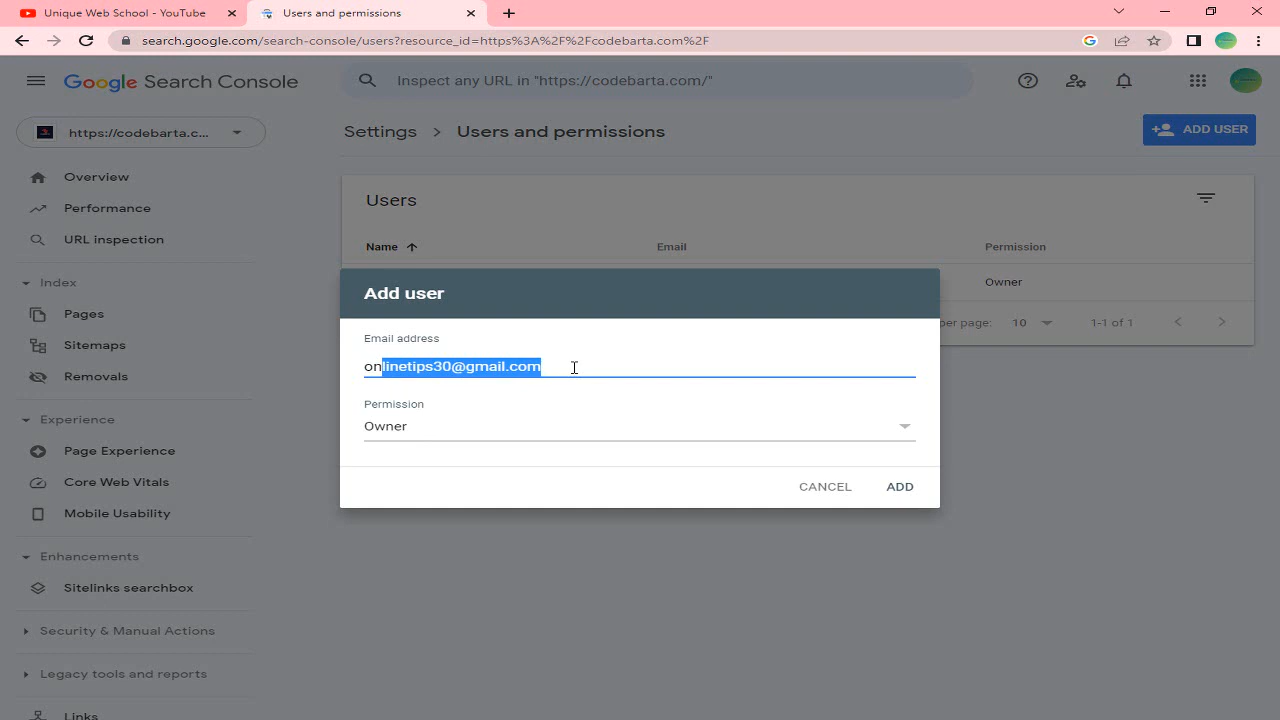 Unique Web School - YouTube
Users and permissions
search.google.com/search-console/users?resource_id=https%3A%2F%2Fcodebarta.com%2F
Google Search Console
Inspect any URL in "https://codebarta.com/"
https://codebarta.c...
Settings > Users and permissions
ADD USER
Overview
Performance
URL inspection
Index
Pages
Sitemaps
Removals
Experience
Page Experience
Core Web Vitals
Mobile Usability
Enhancements
Sitelinks searchbox
Security & Manual Actions
Legacy tools and reports
Links
Users
Name Email Permission
Owner
per page: 10 1-1 of 1
Add user
Email address
onlinetips30@gmail.com
Permission
Owner
CANCEL ADD